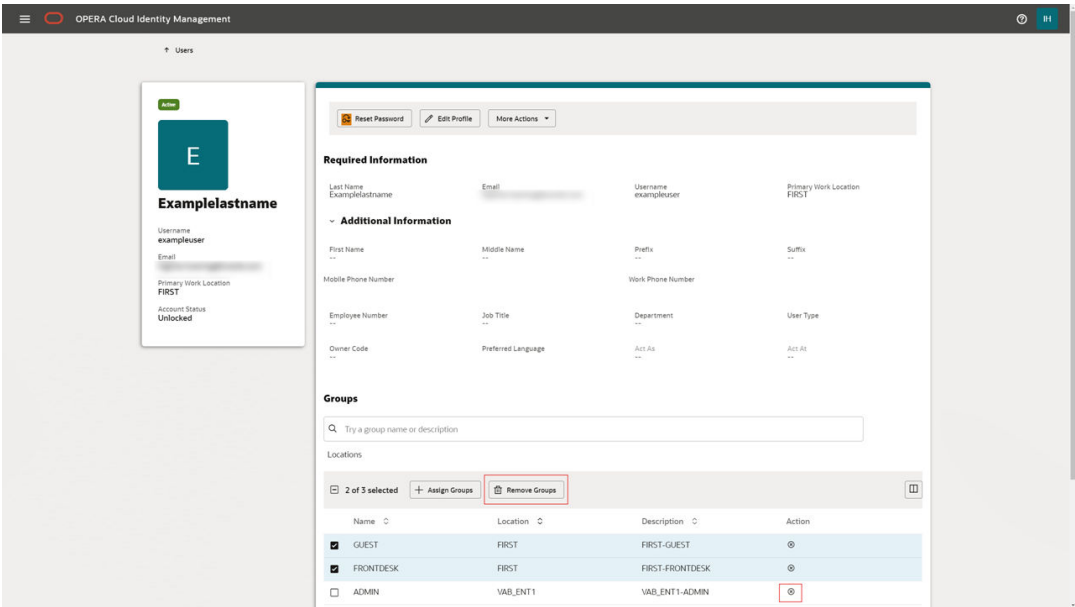 OPERA Cloud Identity Management
IH
Users
Active
E
Examplelastname
Username
exampleuser
Email
Primary Work Location
FIRST
Account Status
Unlocked
Reset Password Edit Profile More Actions
Required Information
Last Name Email Username Primary Work Location
Examplelastname exampleuser FIRST
Additional Information
First Name Middle Name Prefix Suffix
-- -- -- --
Mobile Phone Number Work Phone Number
Employee Number Job Title Department User Type
-- -- --
Owner Code Preferred Language Act As Act At
-- -- --
Groups
Try a group name or description
Locations
2 of 3 selected Assign Groups Remove Groups
Name Location Description Action
GUEST FIRST FIRST-GUEST
FRONTDESK FIRST FIRST-FRONTDESK
ADMIN VAB_ENT1 VAB_ENT1-ADMIN